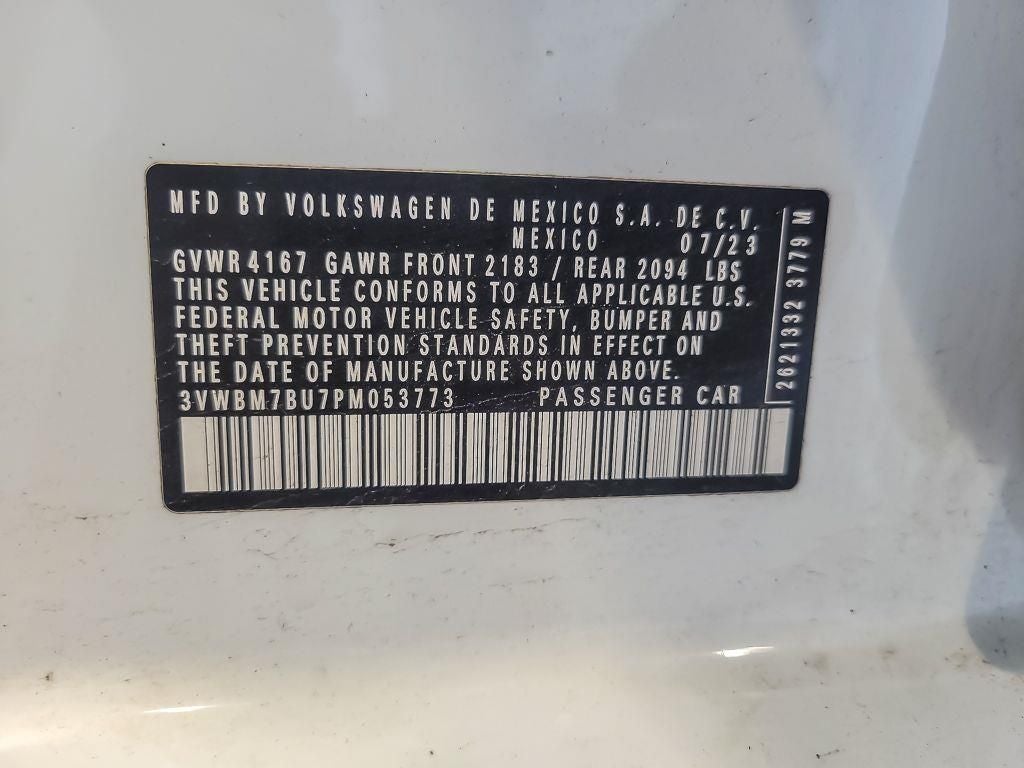 MFD BY VOLKSWAGEN DE MEXICO S.A. DE C.V.
MEXICO 07/23
GVWR 4167 GAWR FRONT 2183 / REAR 2094 LBS
THIS VEHICLE CONFORMS TO ALL APPLICABLE U.S.
FEDERAL MOTOR VEHICLE SAFETY, BUMPER AND
THEFT PREVENTION STANDARDS IN EFFECT ON
THE DATE OF MANUFACTURE SHOWN ABOVE.
3VWBM7BU7PM053773 PASSENGER CAR
2621332 3779 M